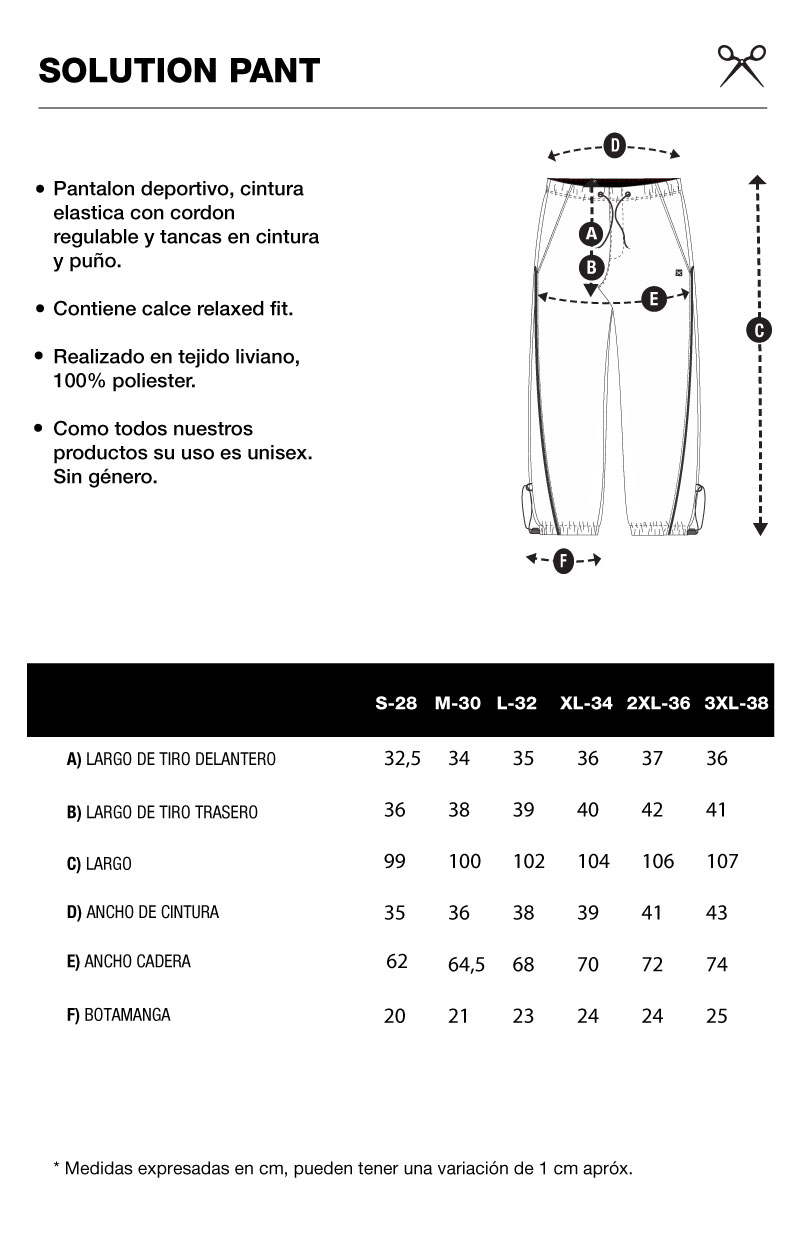 SOLUTION PANT
• Pantalon deportivo, cintura
elastica con cordon
regulable y tancas en cintura
y puño.
• Contiene calce relaxed fit.
• Realizado en tejido liviano,
100% poliester.
• Como todos nuestros
productos su uso es unisex.
Sin género.
D
A
B
E
C
F
S-28 M-30 L-32 XL-34 2XL-36 3XL-38
A) LARGO DE TIRO DELANTERO 32,5 34 35 36 37 36
B) LARGO DE TIRO TRASERO 36 38 39 40 42 41
C) LARGO 99 100 102 104 106 107
D) ANCHO DE CINTURA 35 36 38 39 41 43
E) ANCHO CADERA 62 64,5 68 70 72 74
F) BOTAMANGA 20 21 23 24 24 25
* Medidas expresadas en cm, pueden tener una variación de 1 cm apróx.